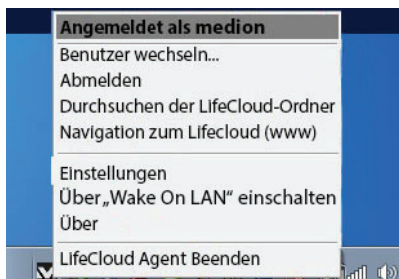 Angemeldet als medion
Benutzer wechseln...
Abmelden
Durchsuchen der LifeCloud-Ordner
Navigation zum Lifecloud (www)
Einstellungen
Über „Wake On LAN“ einschalten
Über
LifeCloud Agent Beenden